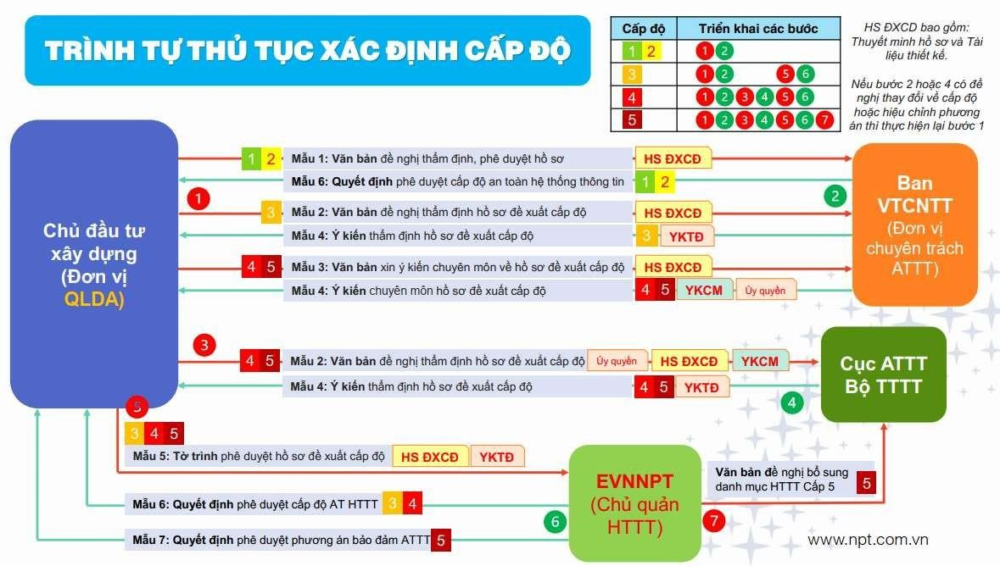 TRÌNH TỰ THỦ TỤC XÁC ĐỊNH CẤP ĐỘ
Cấp độ Triển khai các bước
1 2 1 2
3 1 2 5 6
4 1 2 3 4 5 6
5 1 2 3 4 5 6 7
HS ĐXCD bao gồm:
Thuyết minh hồ sơ và Tài
liệu thiết kế.
Nếu bước 2 hoặc 4 có đề
nghị thay đổi về cấp độ
hoặc hiệu chỉnh phương
án thì thực hiện lại bước 1
Chủ đầu tư
xây dựng
(Đơn vị
QLDA)
1
1 2 Mẫu 1: Văn bản đề nghị thẩm định, phê duyệt hồ sơ HS ĐXCĐ
Mẫu 6: Quyết định phê duyệt cấp độ an toàn hệ thống thông tin 1 2
3 Mẫu 2: Văn bản đề nghị thẩm định hồ sơ đề xuất cấp độ HS ĐXCĐ
Mẫu 4: Ý kiến thẩm định hồ sơ đề xuất cấp độ 3 YKTĐ
4 5 Mẫu 3: Văn bản xin ý kiến chuyên môn về hồ sơ đề xuất cấp độ HS ĐXCĐ
Mẫu 4: Ý kiến chuyên môn hồ sơ đề xuất cấp độ 4 5 YKCM Ủy quyền
2
Ban
VTCNTT
(Đơn vị
chuyên trách
ATTT)
3
4 5 Mẫu 2: Văn bản đề nghị thẩm định hồ sơ đề xuất cấp độ Ủy quyền HS ĐXCĐ YKCM
Mẫu 4: Ý kiến thẩm định hồ sơ đề xuất cấp độ 4 5 YKTĐ
4
Cục ATTT
Bộ TTTT
5
3 4 5
Mẫu 5: Tờ trình phê duyệt hồ sơ đề xuất cấp độ HS ĐXCĐ YKTĐ
Mẫu 6: Quyết định phê duyệt cấp độ AT HTTT 3 4
Mẫu 7: Quyết định phê duyệt phương án bảo đảm ATTT 5
6
EVNNPT
(Chủ quản
HTTT)
7
Văn bản đề nghị bổ sung
danh mục HTTT Cấp 5 5
www.npt.com.vn